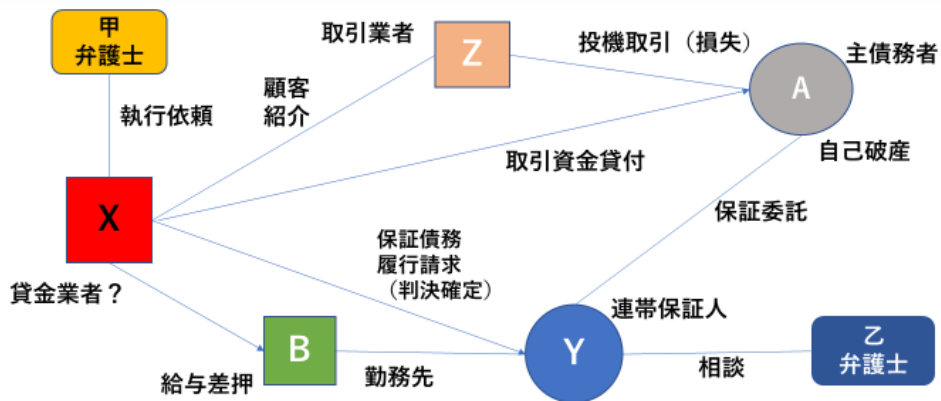 甲
弁護士
取引業者
Z
投機取引（損失）
主債務者
A
顧客
紹介
執行依頼
取引資金貸付
自己破産
X
保証委託
保証債務
履行請求
（判決確定）
貸金業者？
連帯保証人
B
Y
乙
弁護士
給与差押
勤務先
相談